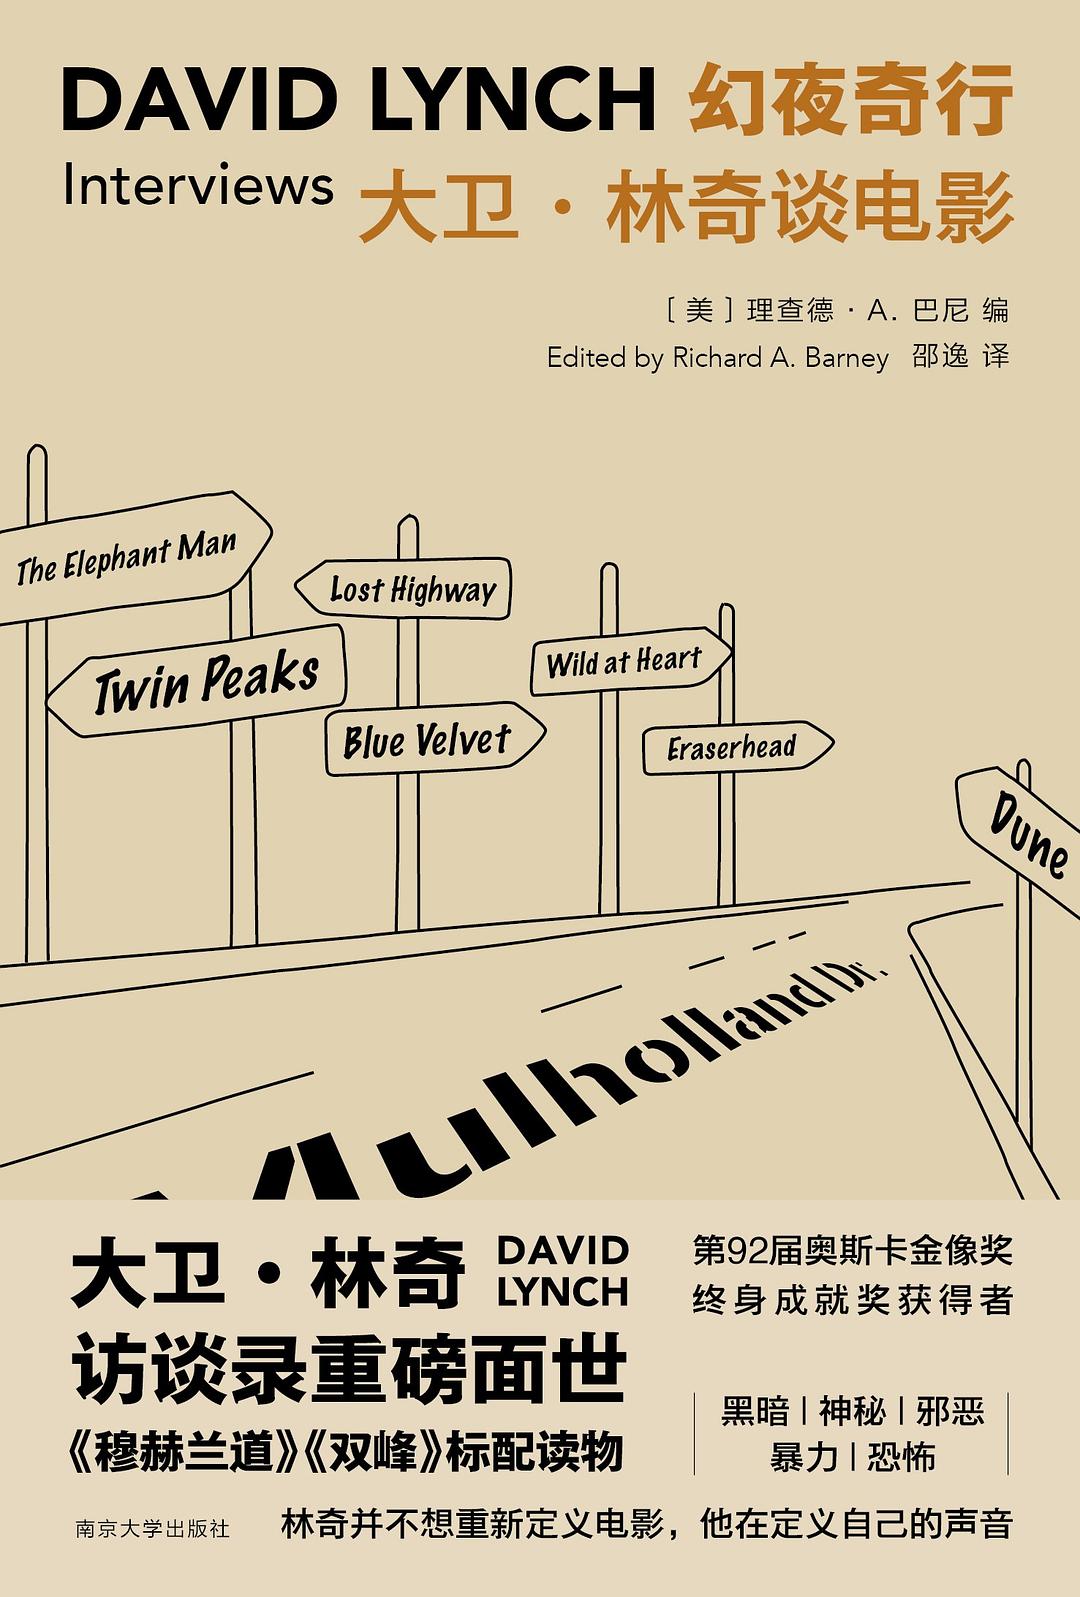 DAVID LYNCH 幻夜奇行
Interviews 大卫·林奇谈电影
[美]理查德·A. 巴尼 编
Edited by Richard A. Barney 邵逸 译
The Elephant Man
Lost Highway
Twin Peaks
Wild at Heart
Blue Velvet
Eraserhead
Dune
Mulholland Dr.
大卫·林奇 DAVID LYNCH
访谈录重磅面世
《穆赫兰道》《双峰》标配读物
第92届奥斯卡金像奖
终身成就奖获得者
黑暗 | 神秘 | 邪恶
暴力 | 恐怖
南京大学出版社
林奇并不想重新定义电影，他在定义自己的声音